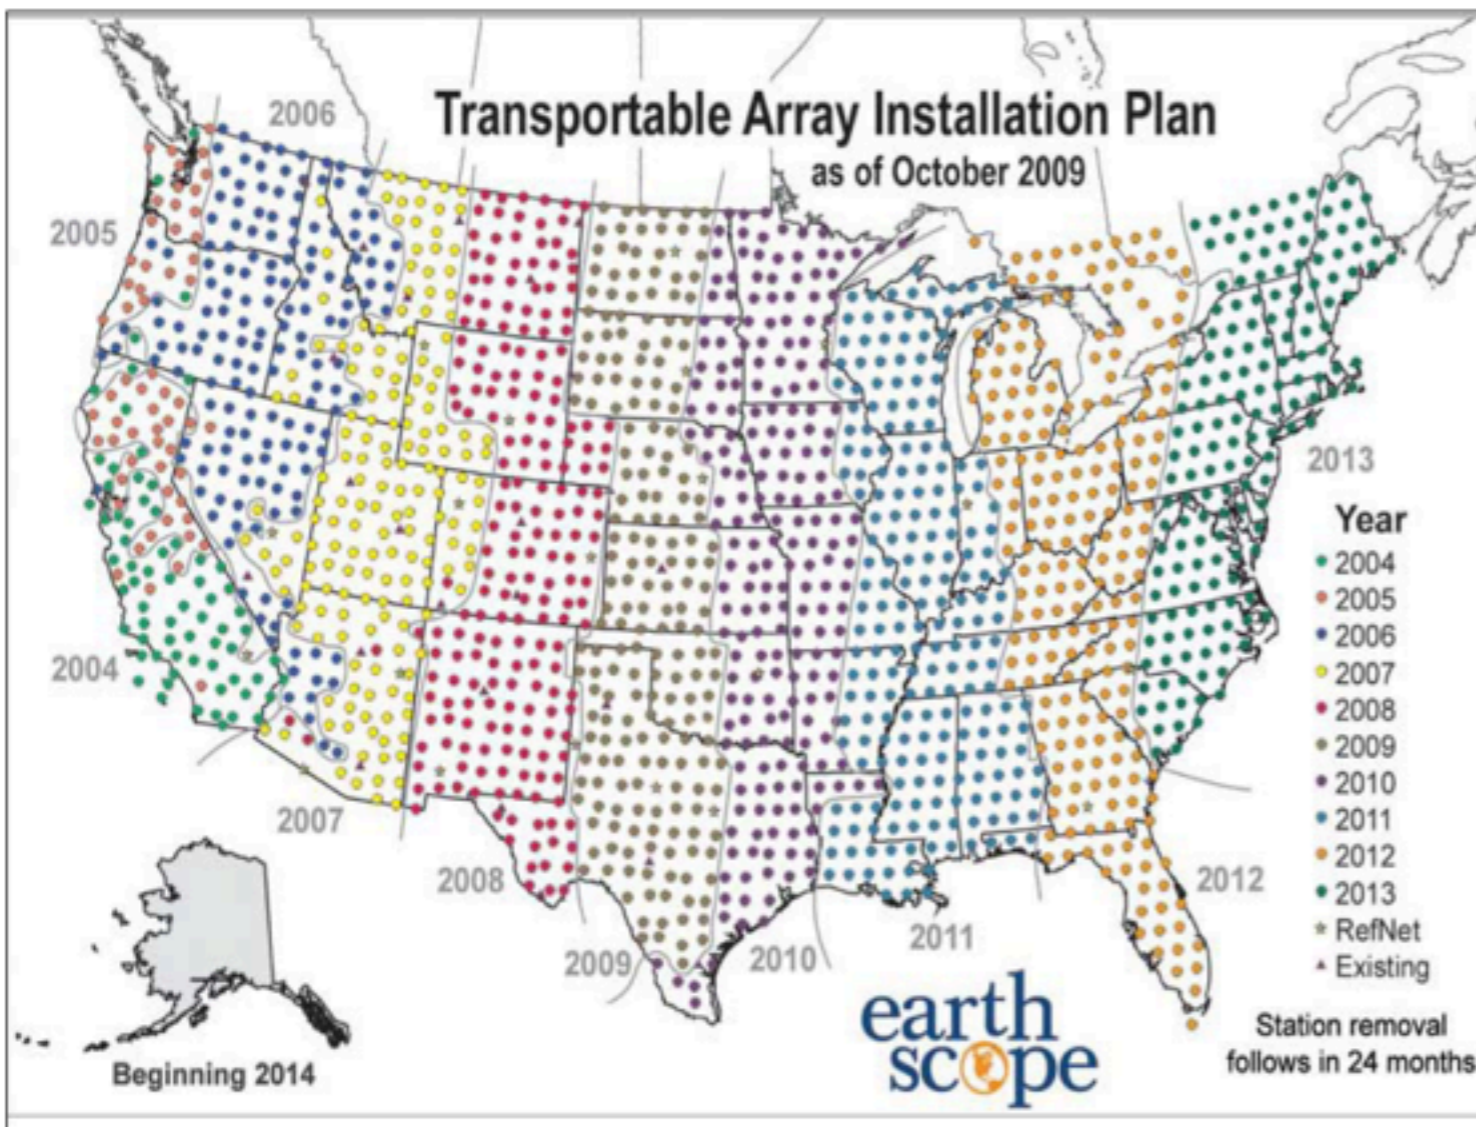 Transportable Array Installation Plan
as of October 2009
2006
2005
2004
2007
2008
2009
2010
2011
2012
2013
Year
2004
2005
2006
2007
2008
2009
2010
2011
2012
2013
RefNet
Existing
Station removal
follows in 24 months
Beginning 2014
earth
scope